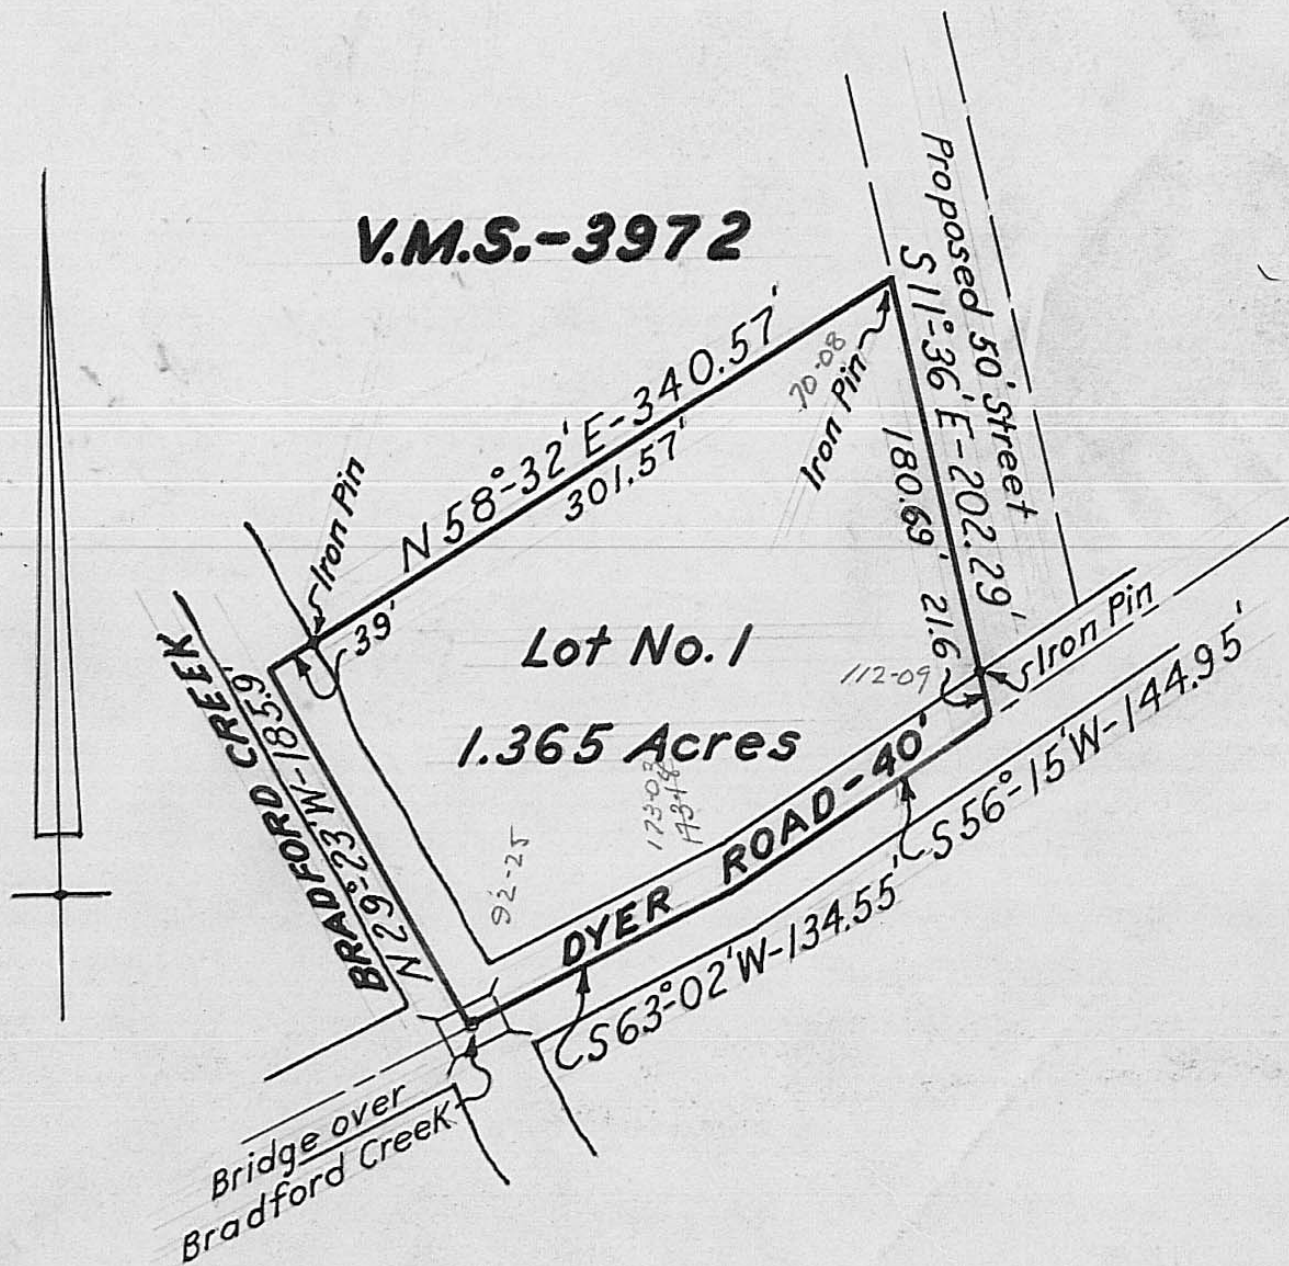 V.M.S.-3972
Proposed 50' Street
S 11°-36' E-202.29'
180.69' 21.6
N 58°-32' E-340.57'
301.57'
70-08
Iron Pin
Iron Pin
39'
Lot No. 1
1.365 Acres
112-09
Iron Pin
BRADFORD CREEK
N 29°-23' W-185.9'
92-25
173-03
DYER ROAD-40'
S 56°-15' W-144.95'
S 63°-02' W-134.55'
Bridge over
Bradford Creek